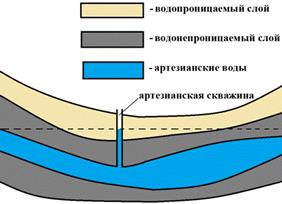 - водопроницаемый слой
- водонепроницаемый слой
- артезианские воды
артезианская скважина